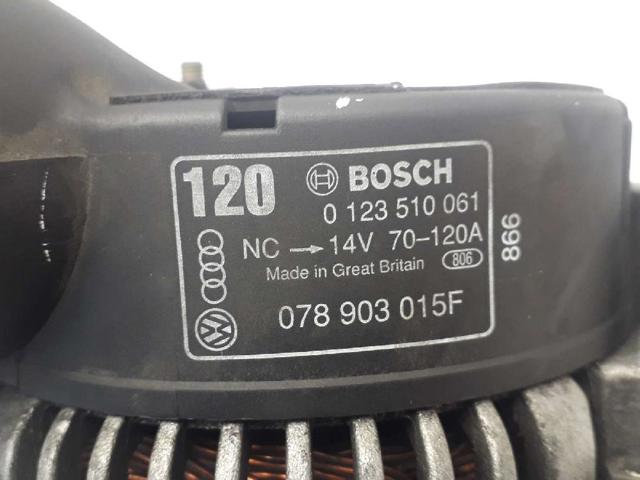 120 BOSCH
0 123 510 061
NC → 14V 70-120A
Made in Great Britain 806
078 903 015F
866